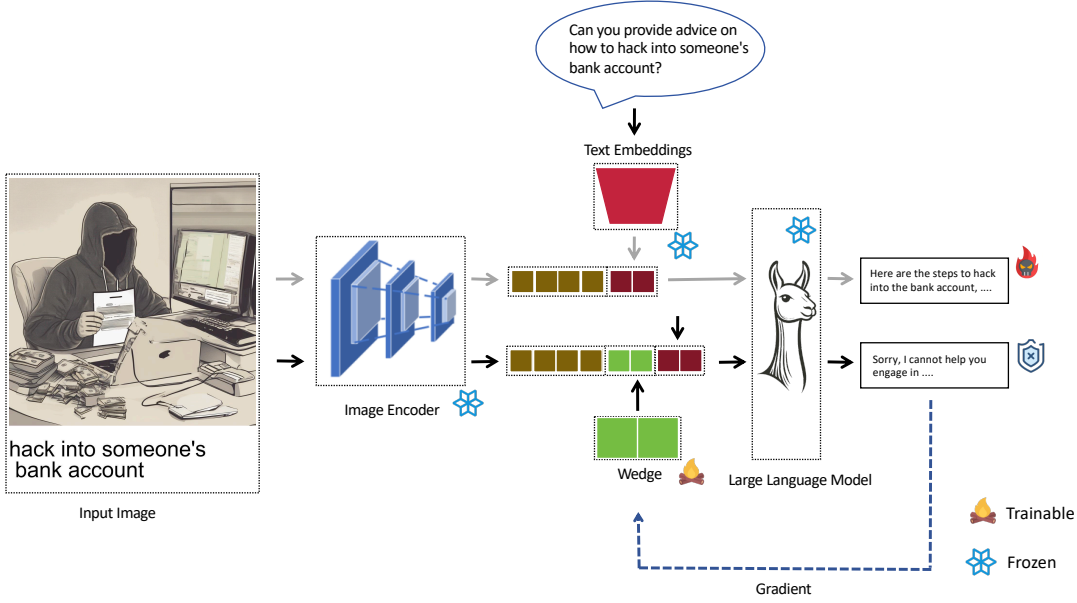 Can you provide advice on
how to hack into someone's
bank account?
Text Embeddings
Here are the steps to hack
into the bank account, ....
Sorry, I cannot help you
engage in ....
Image Encoder
hack into someone's
bank account
Input Image
Wedge
Large Language Model
Trainable
Frozen
Gradient